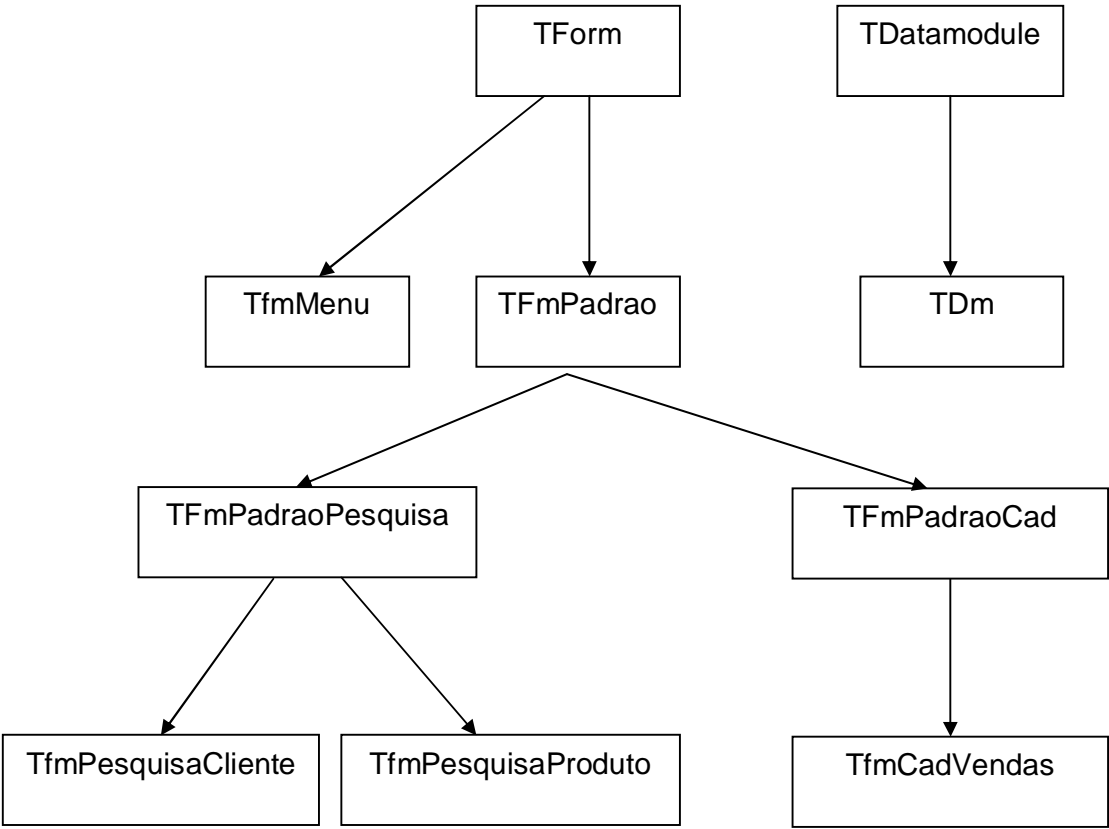 TForm
TDatamodule
TfmMenu
TFmPadrao
TDm
TFmPadraoPesquisa
TFmPadraoCad
TfmPesquisaCliente
TfmPesquisaProduto
TfmCadVendas